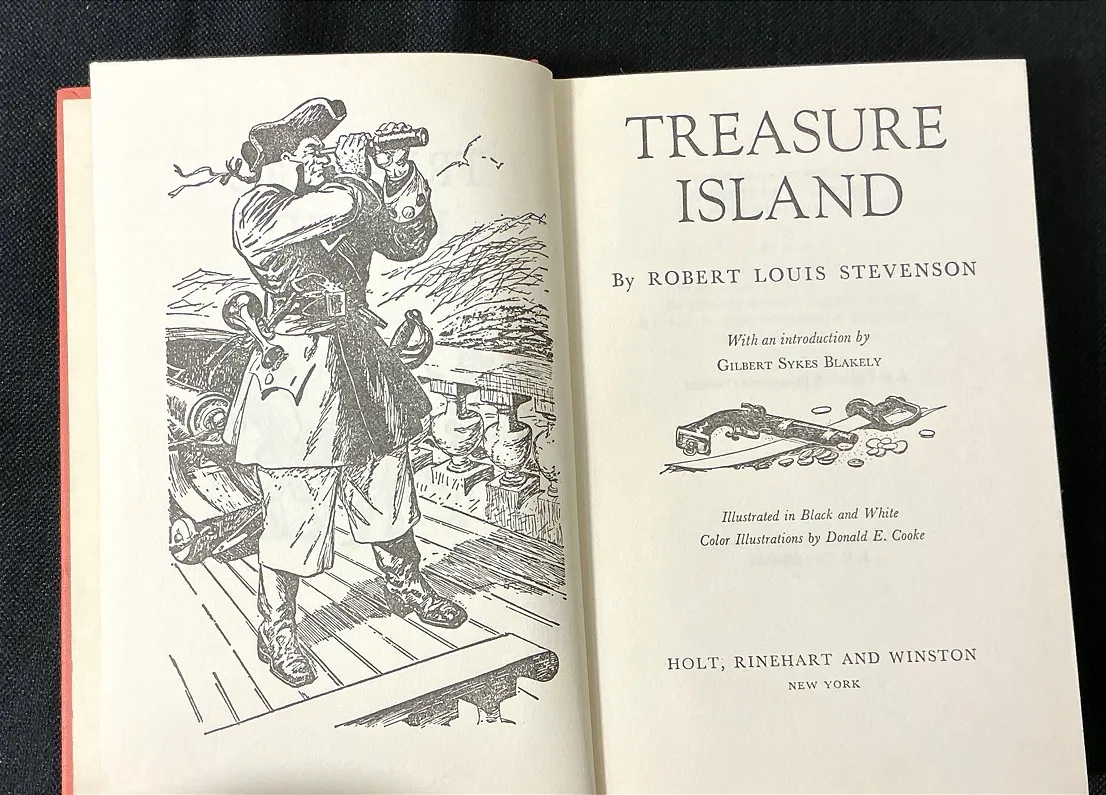 TREASURE
ISLAND
By ROBERT LOUIS STEVENSON
With an introduction by
GILBERT SYKES BLAKELY
Illustrated in Black and White
Color Illustrations by Donald E. Cooke
HOLT, RINEHART AND WINSTON
NEW YORK